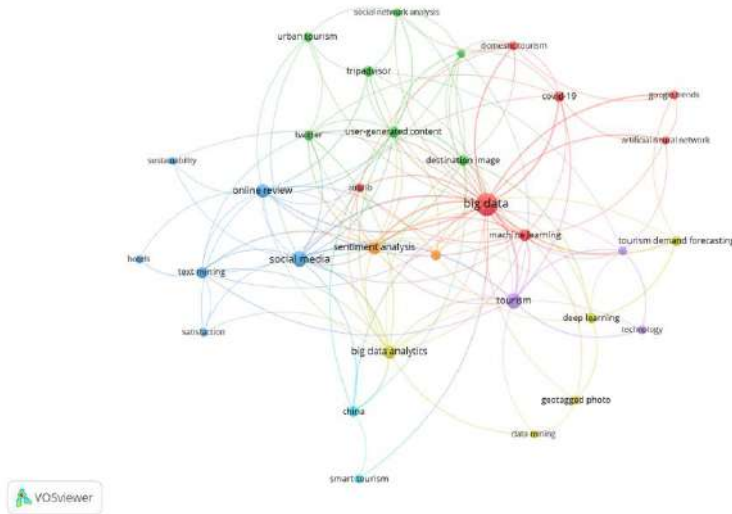 social network analysis
urban tourism
domestic tourism
tripadvisor
covid-19
google trends
twitter
user-generated content
artificial neural network
sustainability
destination image
online review
airbnb
big data
machine learning
tourism demand forecasting
sentiment analysis
social media
hotels
text mining
tourism
deep learning
technology
satisfaction
big data analytics
geotagged photo
china
data mining
smart tourism
VOSviewer